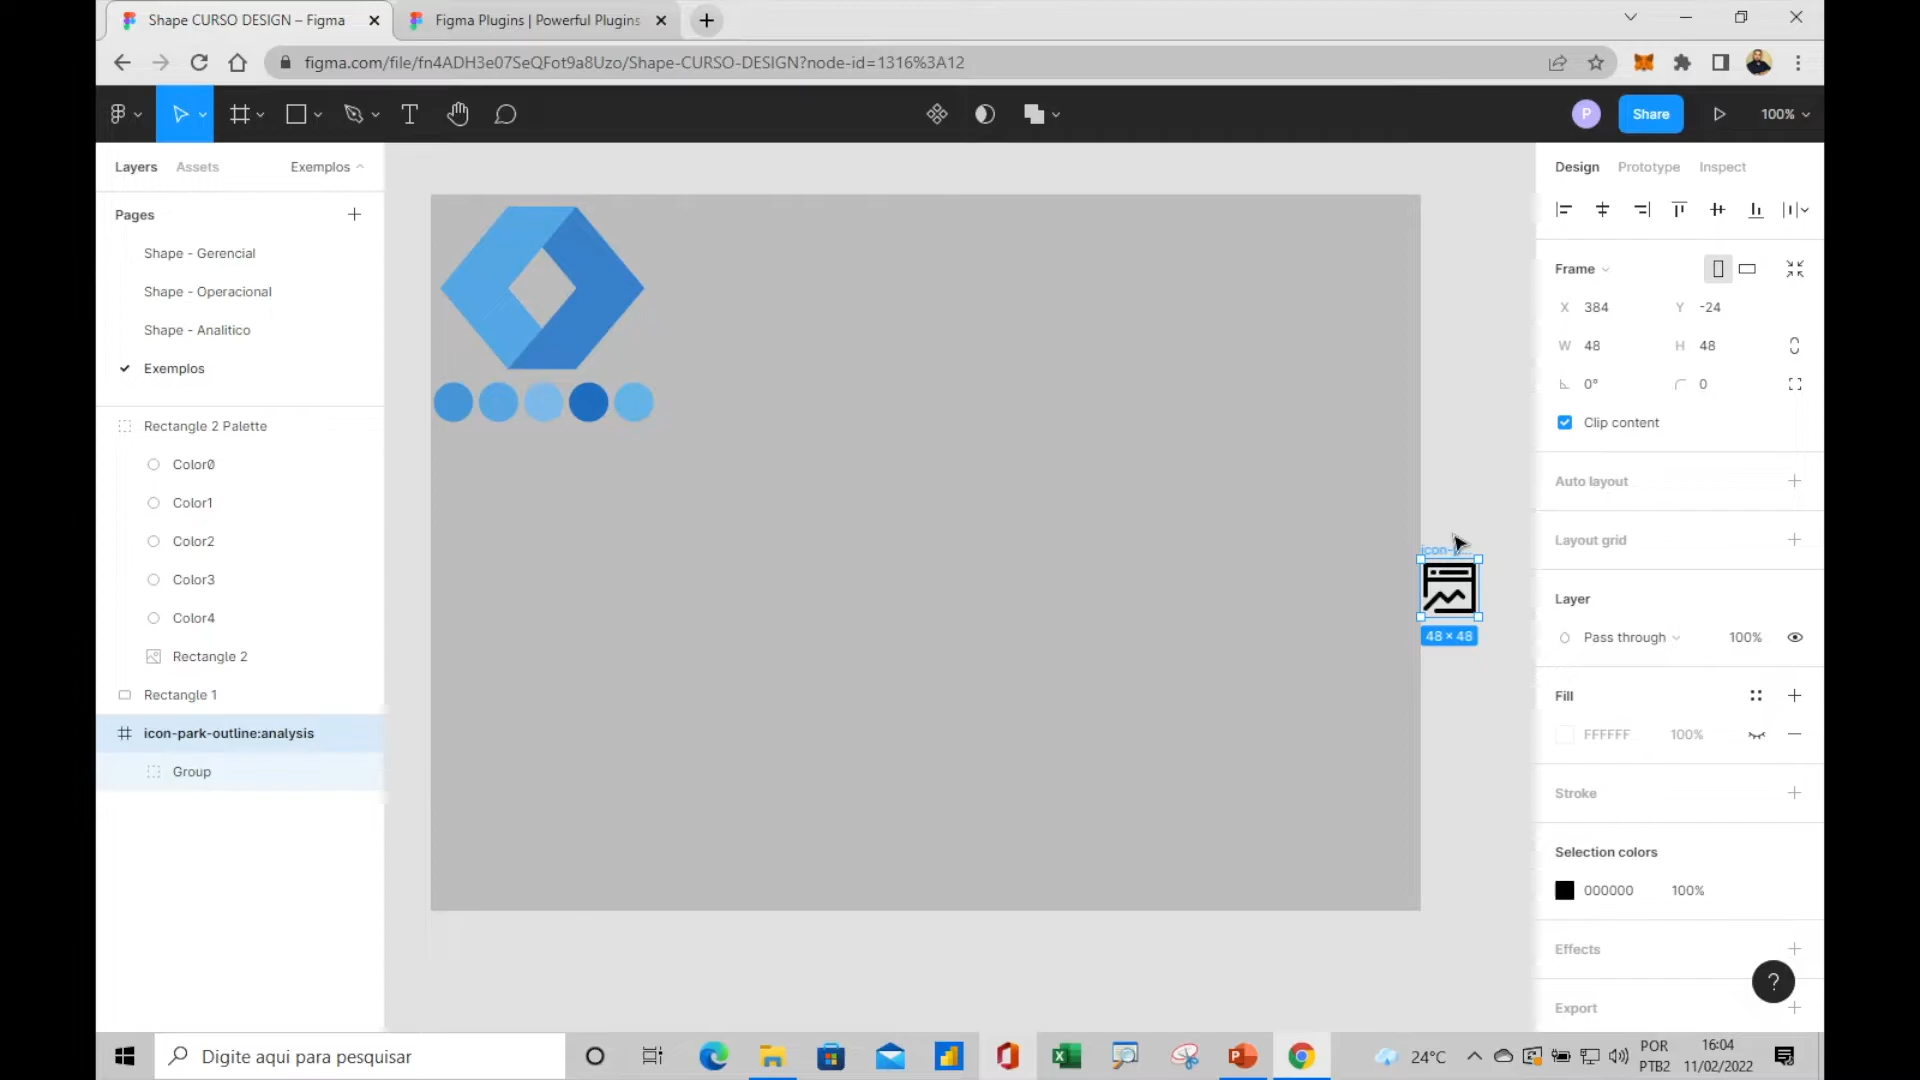 Shape CURSO DESIGN – Figma
Figma Plugins | Powerful Plugins
figma.com/file/fn4ADH3e07SeQFot9a8Uzo/Shape-CURSO-DESIGN?node-id=1316%3A12
P
Share
100%
Layers
Assets
Exemplos
Pages
Shape - Gerencial
Shape - Operacional
Shape - Analitico
Exemplos
Rectangle 2 Palette
Color0
Color1
Color2
Color3
Color4
Rectangle 2
Rectangle 1
icon-park-outline:analysis
Group
48 × 48
Design
Prototype
Inspect
Frame
X 384
Y -24
W 48
H 48
0°
0
Clip content
Auto layout
Layout grid
Layer
Pass through
100%
Fill
FFFFFF
100%
Stroke
Selection colors
000000
100%
Effects
?
Export
Digite aqui para pesquisar
24°C
POR
PTB2
16:04
11/02/2022